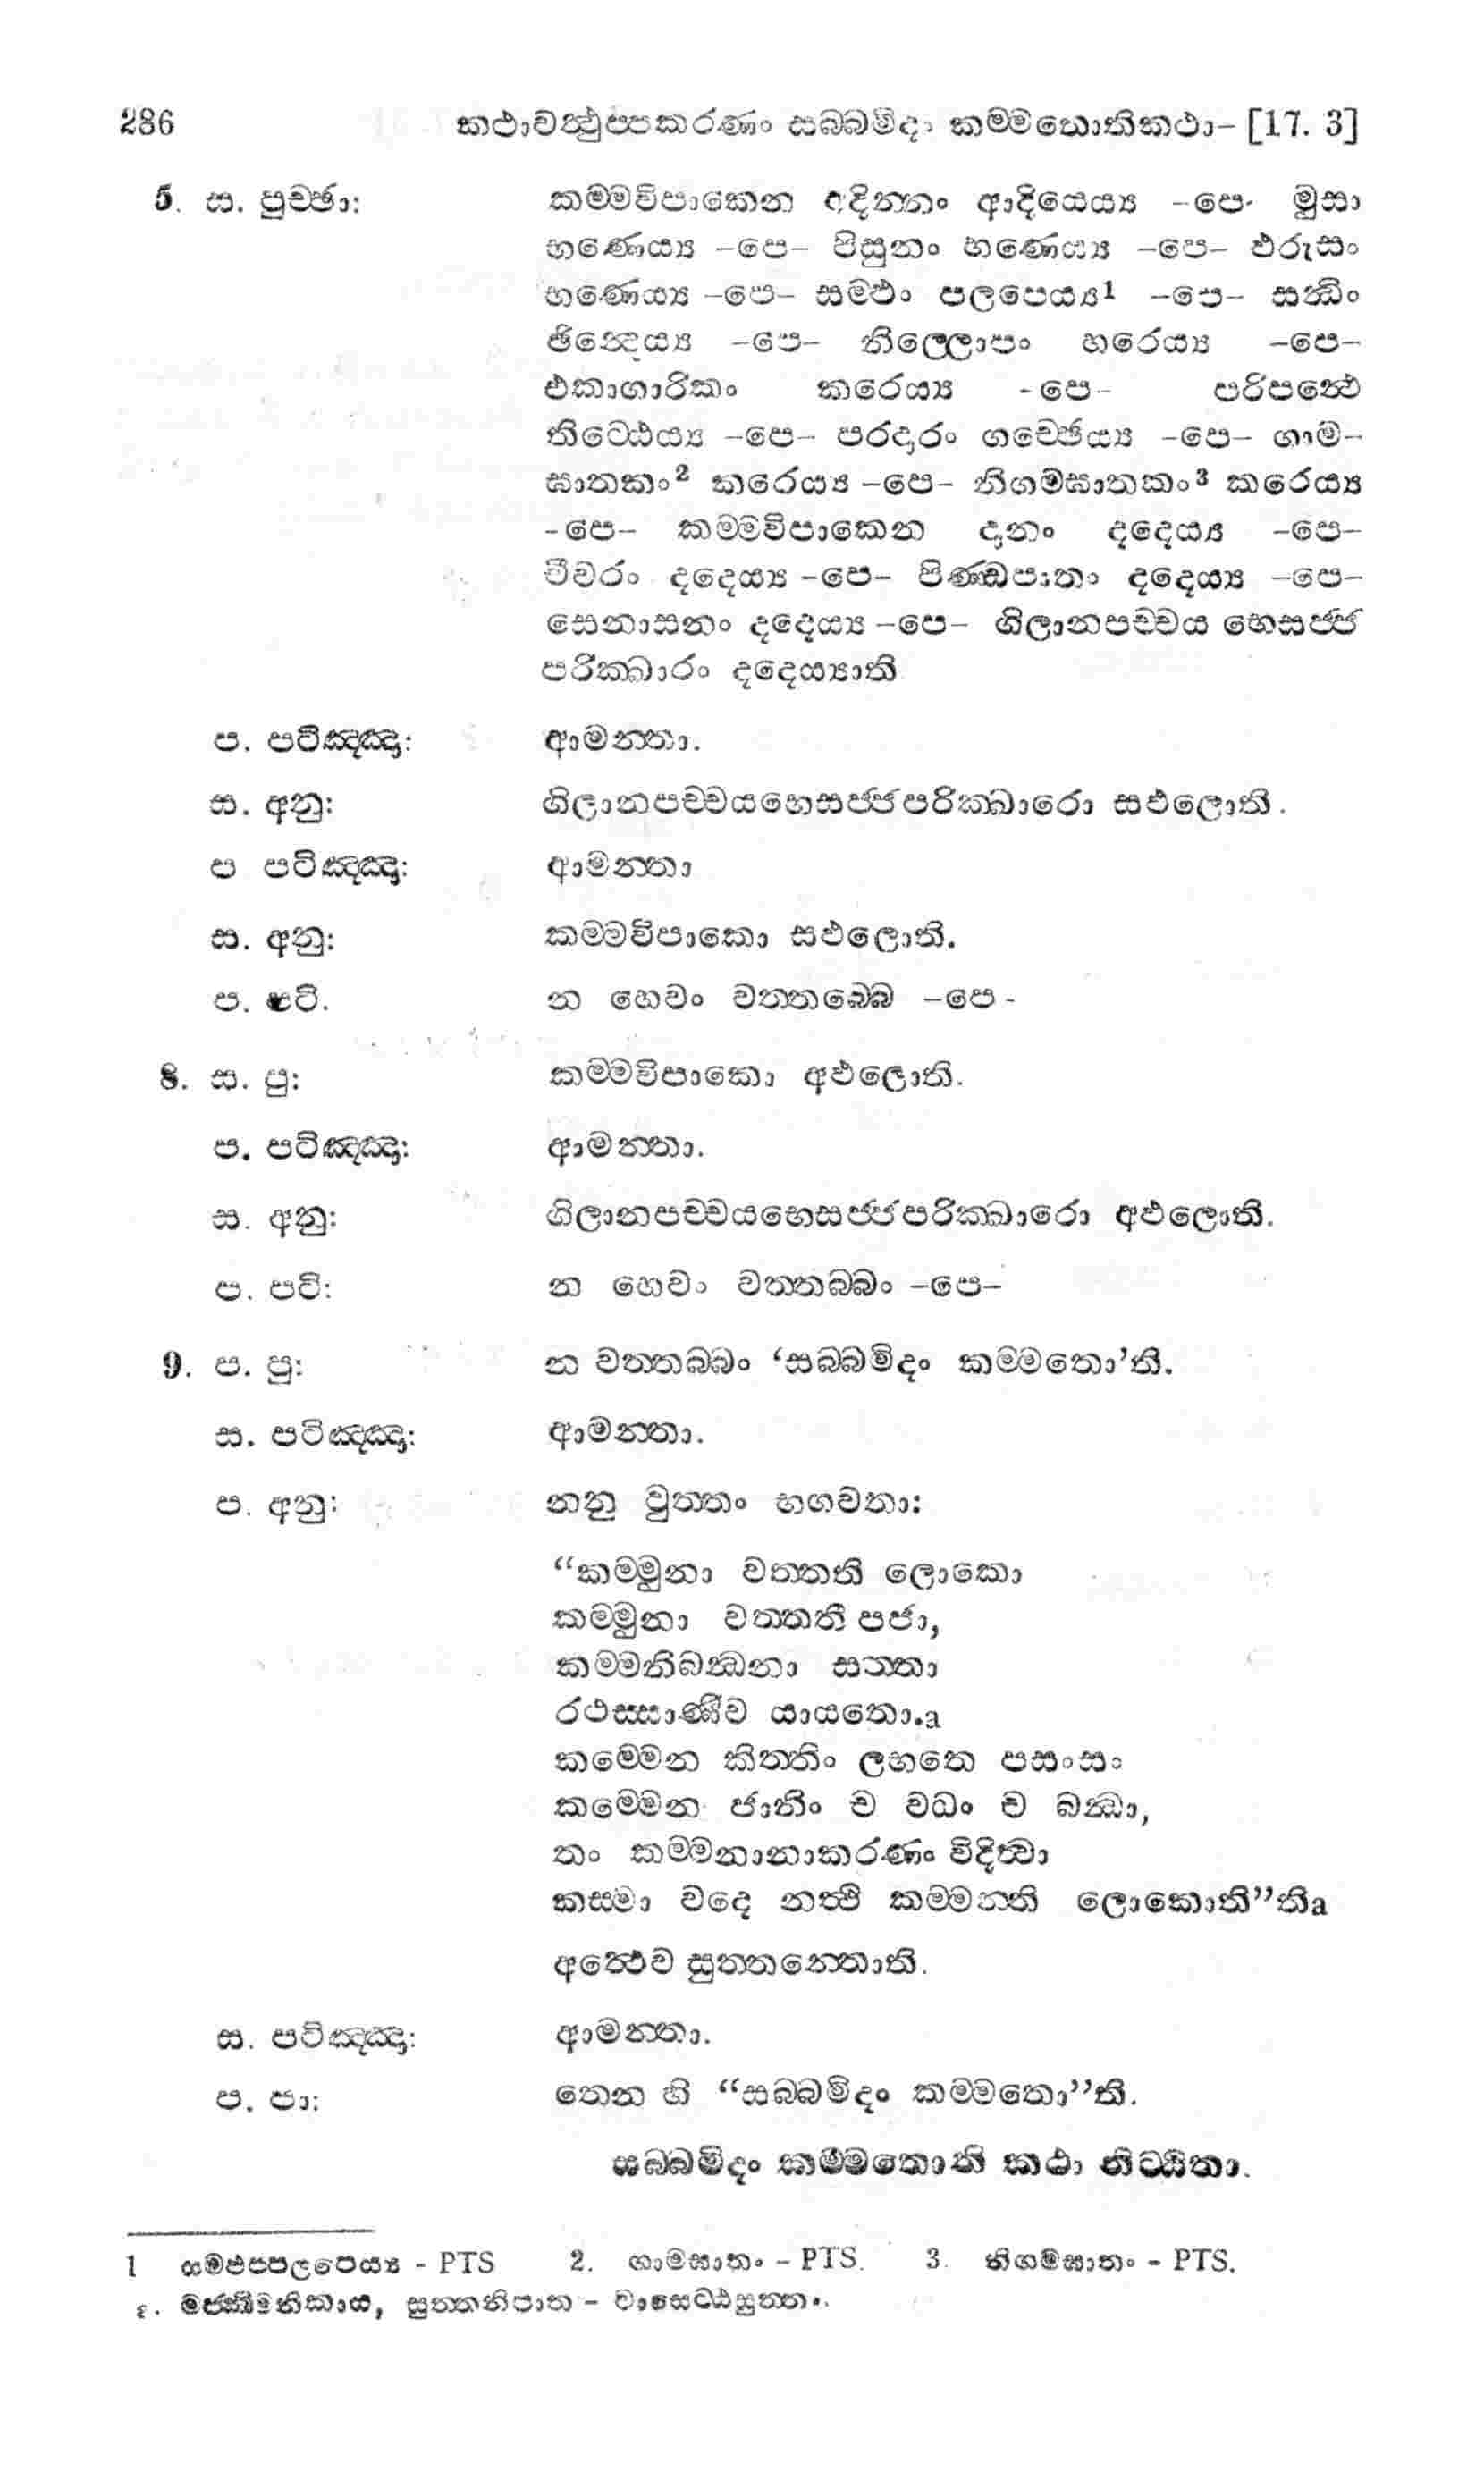 286 කථාවත්ථුප්පකරණං සබ්බමිදං කම්මතොතිකථා– [17. 3]
5. ස. පුච්ඡා: කම්මවිපාකෙන අදින්නං ආදියෙය්‍ය –පෙ- මුසා
භණෙය්‍ය –පෙ– පිසුනං භණෙය්‍ය –පෙ– ඵරුසං
භණෙය්‍ය –පෙ– සම්ඵං පලපෙය්‍ය1 –පෙ– සන්ධිං
ඡින්දෙය්‍ය –පෙ– නිල්ලොපං හරෙය්‍ය –පෙ–
එකාගාරිකං කරෙය්‍ය -පෙ- පරිපන්ථෙ
තිට්ඨෙය්‍ය –පෙ– පරදාරං ගච්ඡෙය්‍ය –පෙ– ගාම–
ඝාතකං2 කරෙය්‍ය –පෙ– නිගමඝාතකං3 කරෙය්‍ය
-පෙ– කම්මවිපාකෙන දානං දදෙය්‍ය –පෙ–
චීවරං දදෙය්‍ය –පෙ– පිණ්ඩපාතං දදෙය්‍ය –පෙ–
සෙනාසනං දදෙය්‍ය –පෙ– ගිලානපච්චය භෙසජ්ජ
පරික්ඛාරං දදෙය්‍යාති
ප. පටිඤ්ඤා: ආමන්තා.
ස. අනු: ගිලානපච්චයභෙසජ්ජපරික්ඛාරො සඵලොති.
ප පටිඤ්ඤා: ආමන්තා
ස. අනු: කම්මවිපාකො සඵලොති.
ප. පටි. න හෙවං වත්තබ්බෙ –පෙ -
8. ස. පු: කම්මවිපාකො අඵලොති.
ප. පටිඤ්ඤා: ආමන්තා.
ස. අනු: ගිලානපච්චයභෙසජ්ජපරික්ඛාරො අඵලොති.
ප. පටි: න හෙවං වත්තබ්බං –පෙ–
9. ප. පු: න වත්තබ්බං ‘සබ්බමිදං කම්මතො’ති.
ස. පටිඤ්ඤා: ආමන්තා.
ප. අනු: නනු වුත්තං භගවතා:
“කම්මුනා වත්තති ලොකො
කම්මුනා වත්තතී පජා,
කම්මනිබන්ධනා සත්තා
රථස්සාණීව යායතො.a
කම්මෙන කිත්තිං ලභතෙ පසංසං
කම්මෙන ජානිං ච වධං ච බන්ධං,
තං කම්මනානාකරණං විදිත්වා
කස්මා වදෙ නත්ථි කම්මන්ති ලොකොති”තිa
අත්ථෙව සුත්තන්තොති.
ස. පටිඤ්ඤා: ආමන්තා.
ප. පා: තෙන හි “සබ්බමිදං කම්මතො”ති.
සබ්බමිදං කම්මතොති කථා නිට්ඨිතා.
1 සම්ඵප්පලපෙය්‍ය - PTS 2. ගාමඝාතං – PTS. 3. නිගමඝාතං – PTS.
ε. මජ්ඣිමනිකාය, සුත්තනිපාත – වාසෙට්ඨසුත්තං.